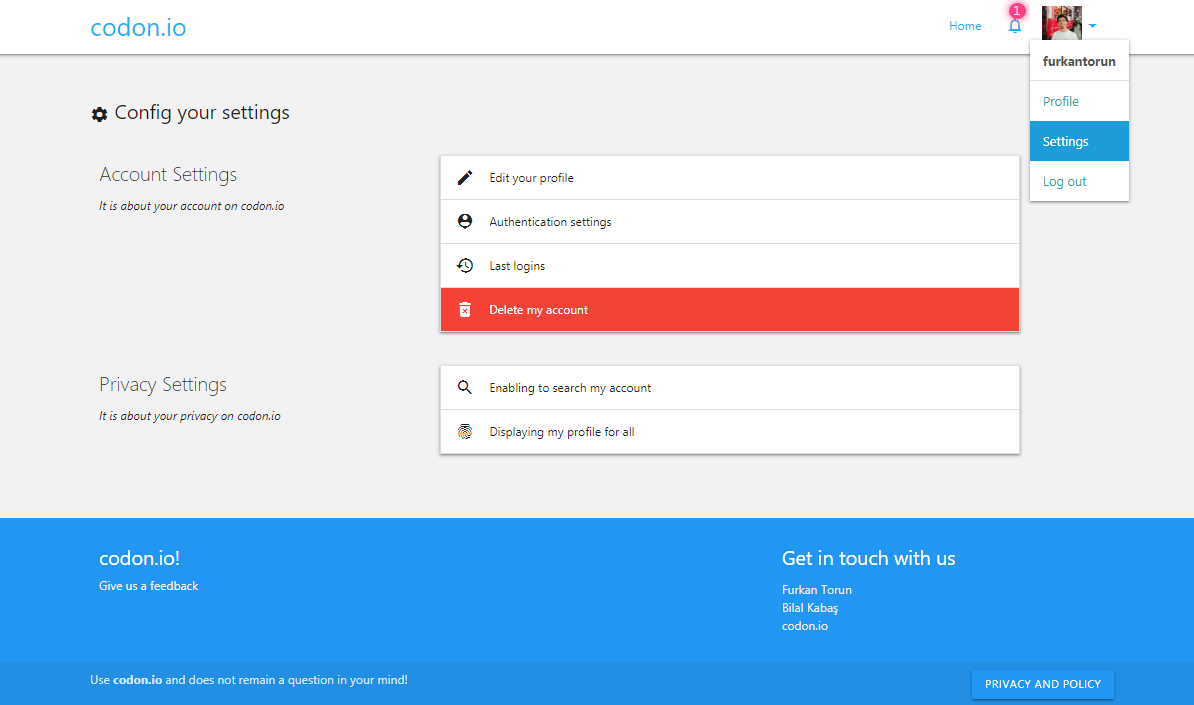 codon.io
Home
1
furkantorun
Profile
Settings
Log out
Config your settings
Account Settings
It is about your account on codon.io
Edit your profile
Authentication settings
Last logins
Delete my account
Privacy Settings
It is about your privacy on codon.io
Enabling to search my account
Displaying my profile for all
codon.io!
Give us a feedback
Get in touch with us
Furkan Torun
Bilal Kabaş
codon.io
Use codon.io and does not remain a question in your mind!
PRIVACY AND POLICY